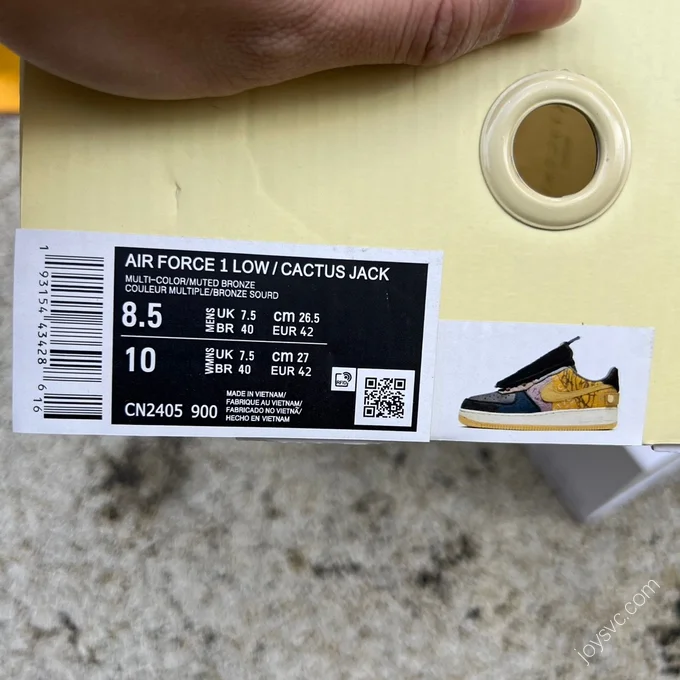 AIR FORCE 1 LOW / CACTUS JACK
MULTI-COLOR/MUTED BRONZE
COULEUR MULTIPLE/BRONZE SOURD
8.5 MENS UK 7.5 cm 26.5
BR 40 EUR 42
10 WMNS UK 7.5 cm 27
BR 40 EUR 42
MADE IN VIETNAM/
FABRIQUE AU VIETNAM/
FABRICADO NO VIETNÃ/
HECHO EN VIETNAM
CN2405 900
RFID
1 93154 43428 616
joysvc.com